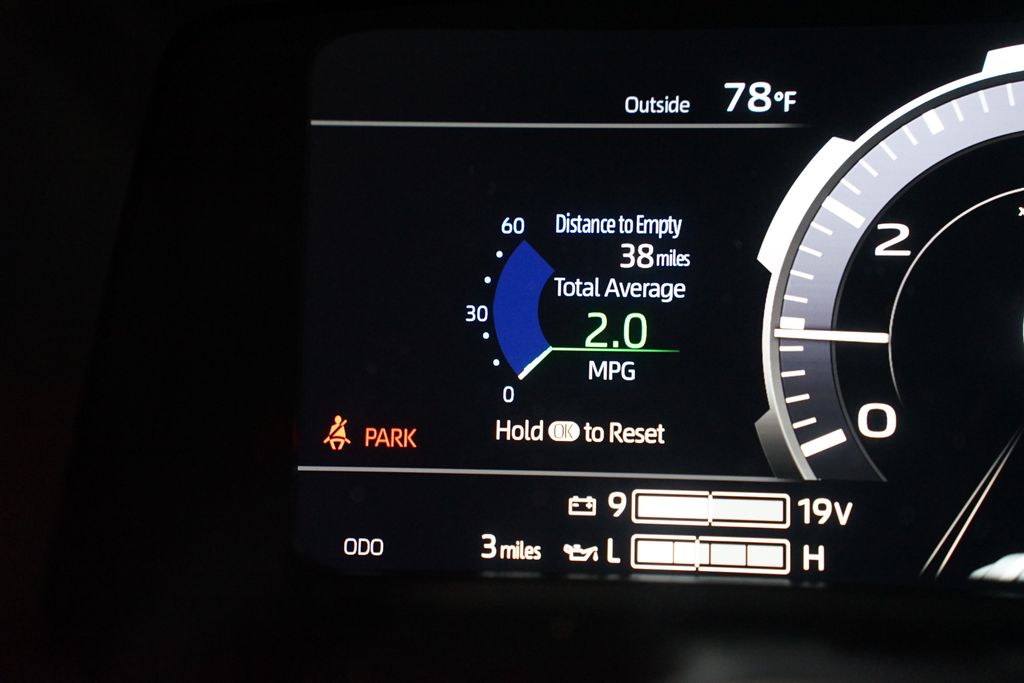 Outside 78°F
60 Distance to Empty
38 miles
Total Average
30 2.0
MPG
0
Hold OK to Reset
PARK
2
0
9 19V
ODO 3 miles L H